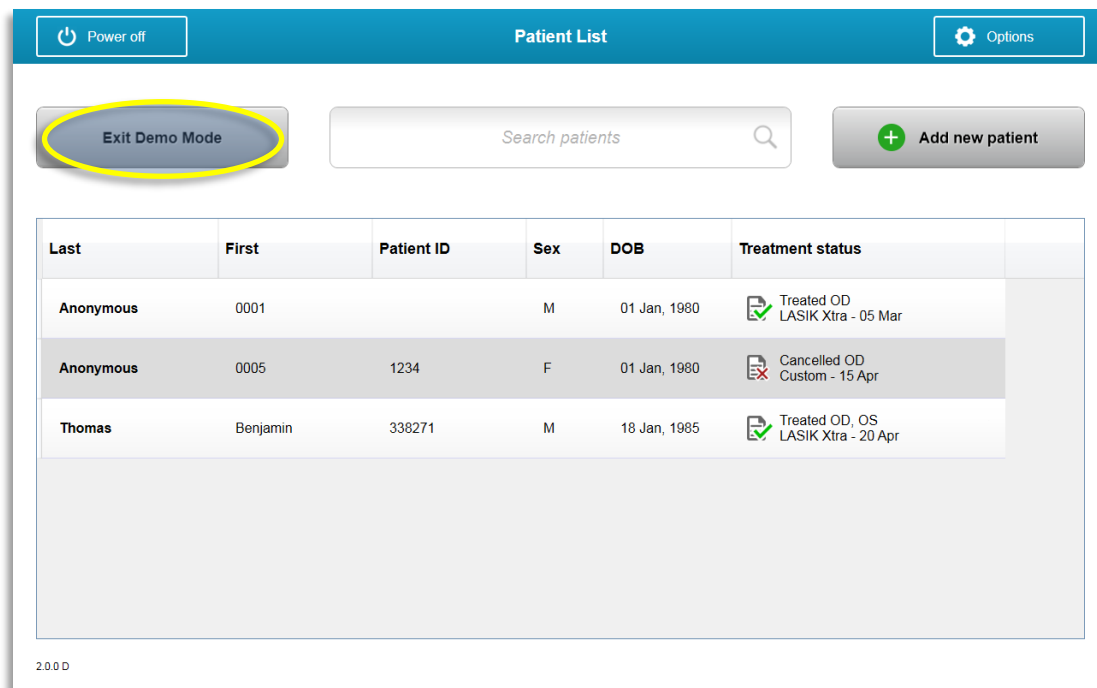 Power off
Patient List
Options
Exit Demo Mode
Search patients
Add new patient
Last First Patient ID Sex DOB Treatment status
Anonymous 0001 M 01 Jan, 1980 Treated OD
LASIK Xtra - 05 Mar
Anonymous 0005 1234 F 01 Jan, 1980 Cancelled OD
Custom - 15 Apr
Thomas Benjamin 338271 M 18 Jan, 1985 Treated OD, OS
LASIK Xtra - 20 Apr
2.0.0 D